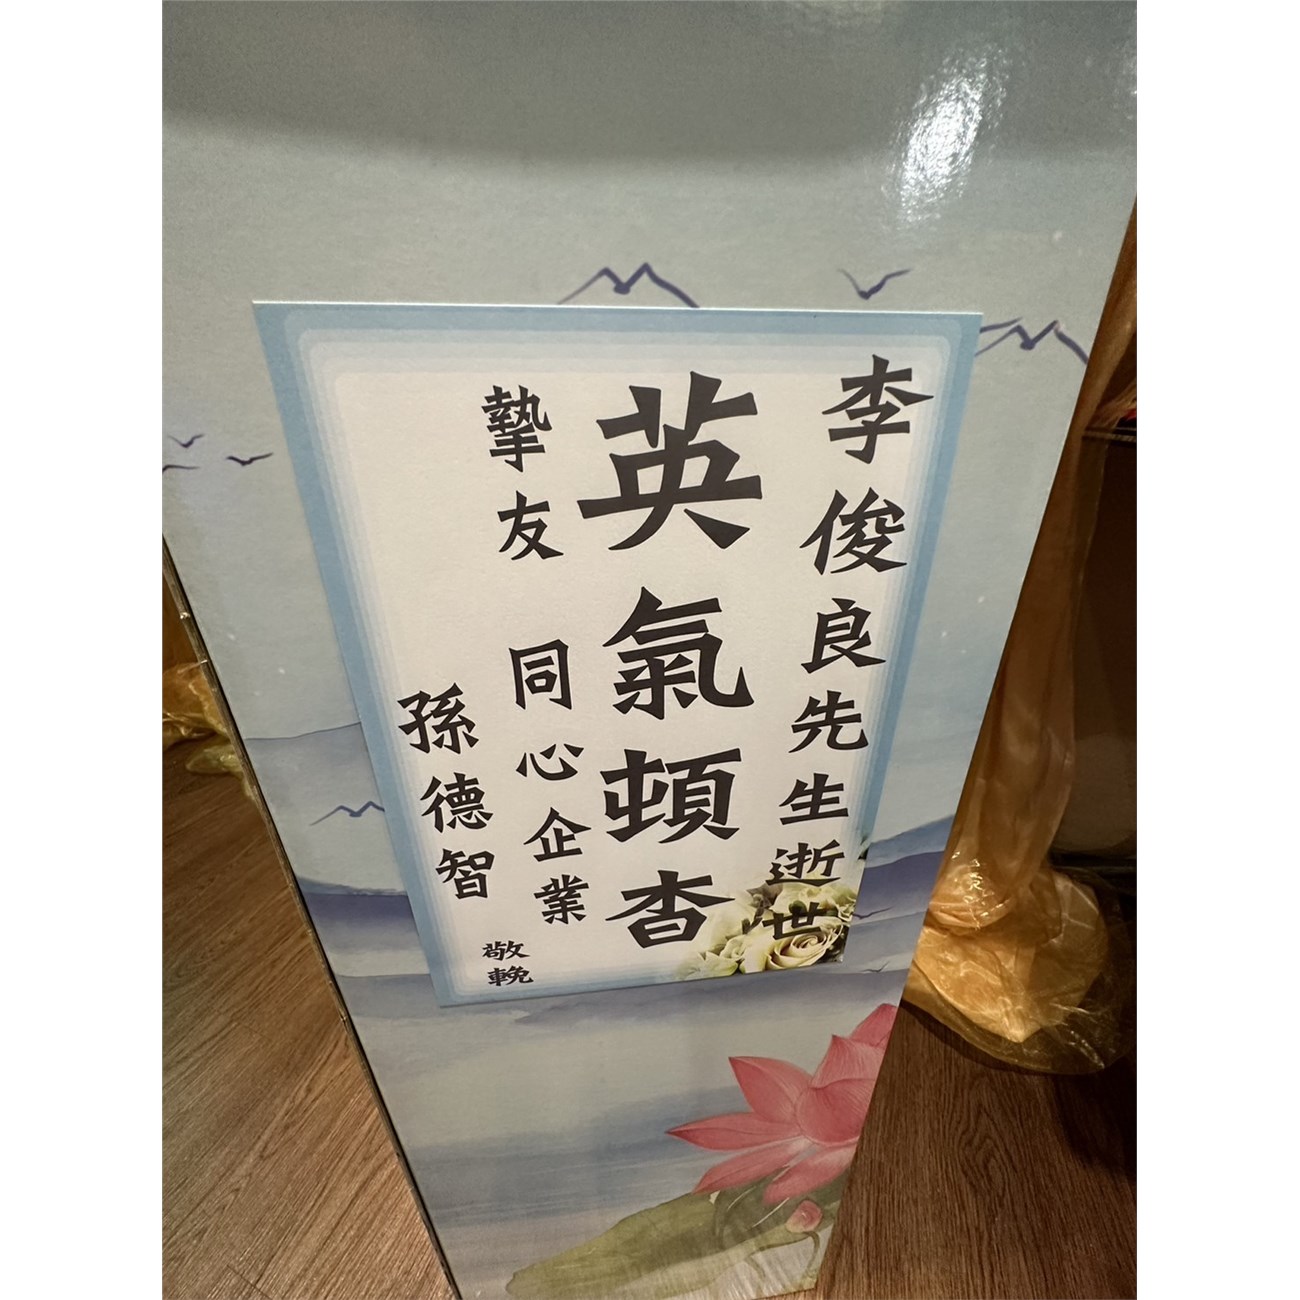 李俊良先生逝世
英氣頓杳
摯友 同心企業
孫德智
敬輓